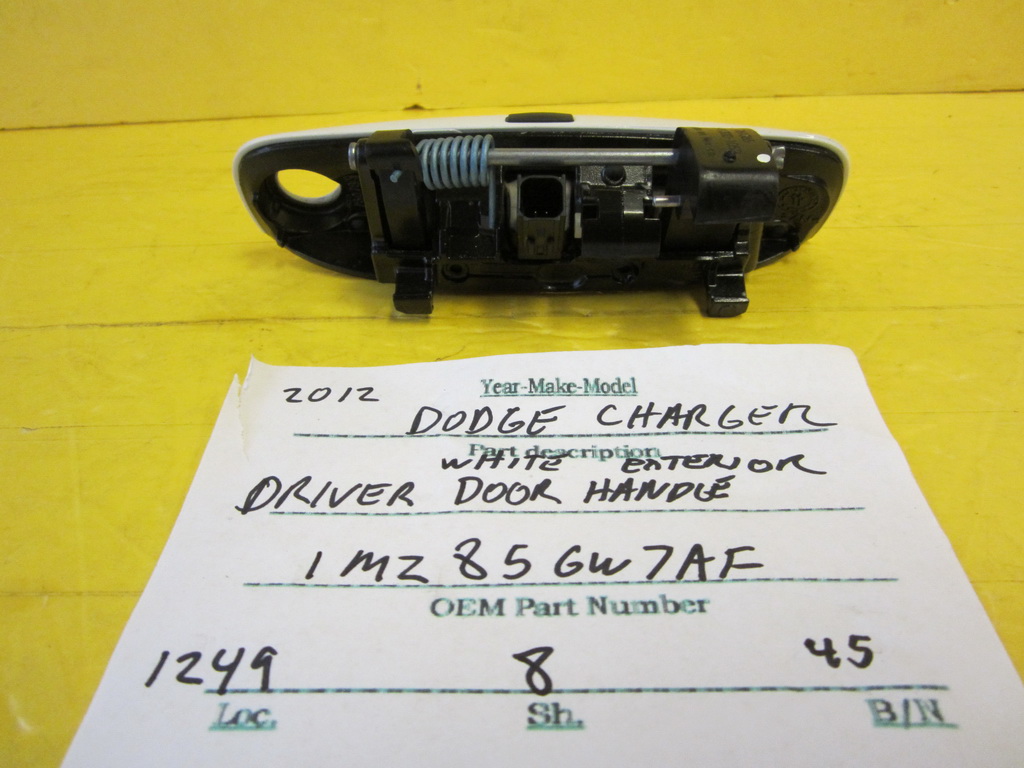 2012 Year-Make-Model
DODGE CHARGER
Part description
WHITE EXTERIOR
DRIVER DOOR HANDLE
1MZ85GW7AF
OEM Part Number
1249 8 45
Loc. Sh. B/N